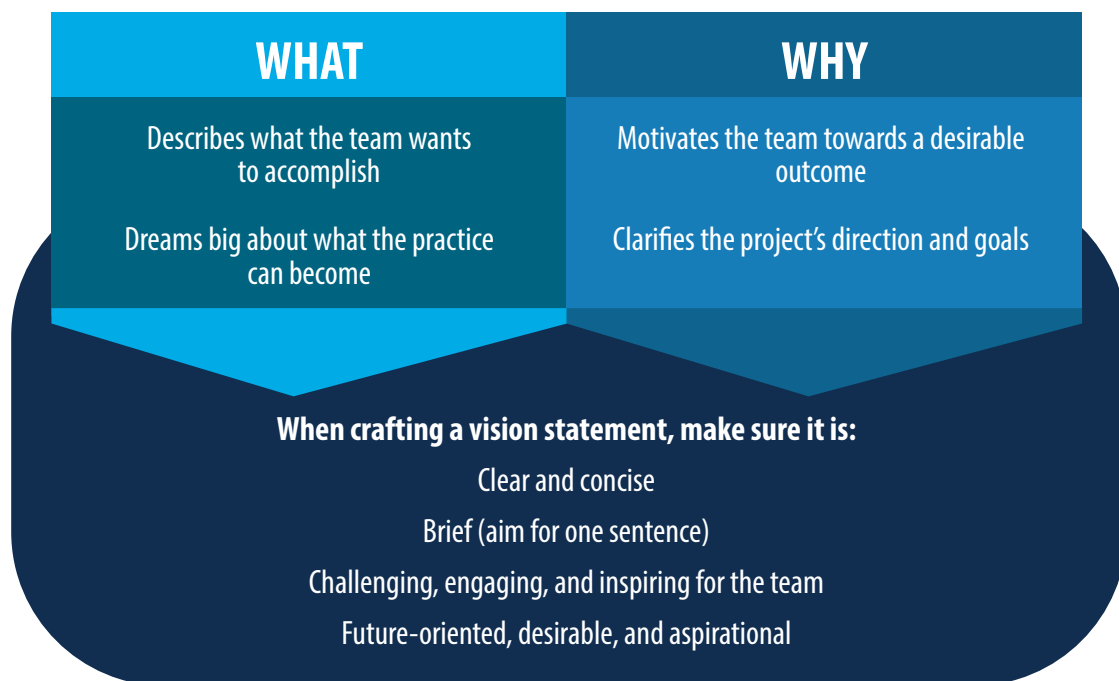 WHAT
Describes what the team wants
to accomplish
Dreams big about what the practice
can become
WHY
Motivates the team towards a desirable
outcome
Clarifies the project’s direction and goals
When crafting a vision statement, make sure it is:
Clear and concise
Brief (aim for one sentence)
Challenging, engaging, and inspiring for the team
Future-oriented, desirable, and aspirational